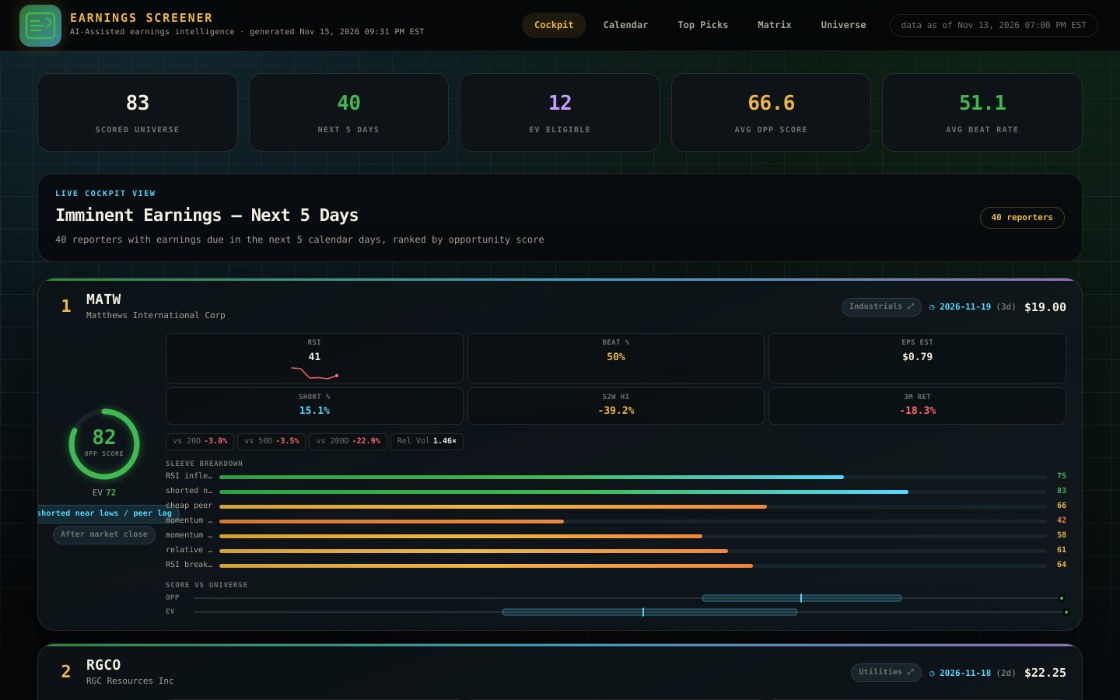 EARNINGS SCREENER
AI-Assisted earnings intelligence · generated Nov 15, 2026 09:31 PM EST
Cockpit Calendar Top Picks Matrix Universe data as of Nov 13, 2026 07:00 PM EST
83 40 12 66.6 51.1
SCORED UNIVERSE NEXT 5 DAYS EV ELIGIBLE AVG OPP SCORE AVG BEAT RATE
LIVE COCKPIT VIEW
Imminent Earnings — Next 5 Days
40 reporters
40 reporters with earnings due in the next 5 calendar days, ranked by opportunity score
1 MATW
Matthews International Corp
Industrials ⤢ ◷ 2026-11-19 (3d) $19.00
RSI BEAT % EPS EST
41 50% $0.79
SHORT % 52W HI 3M RET
15.1% -39.2% -18.3%
82
OPP SCORE
EV 72
shorted near lows / peer lag
After market close
vs 20D -3.0% vs 50D -3.5% vs 200D -22.9% Rel Vol 1.46×
SLEEVE BREAKDOWN
RSI infle… 75
shorted n… 83
cheap peer 66
momentum … 42
momentum … 58
relative … 61
RSI break… 64
SCORE VS UNIVERSE
OPP
EV
2 RGCO
RGC Resources Inc
Utilities ⤢ ◷ 2026-11-18 (2d) $22.25